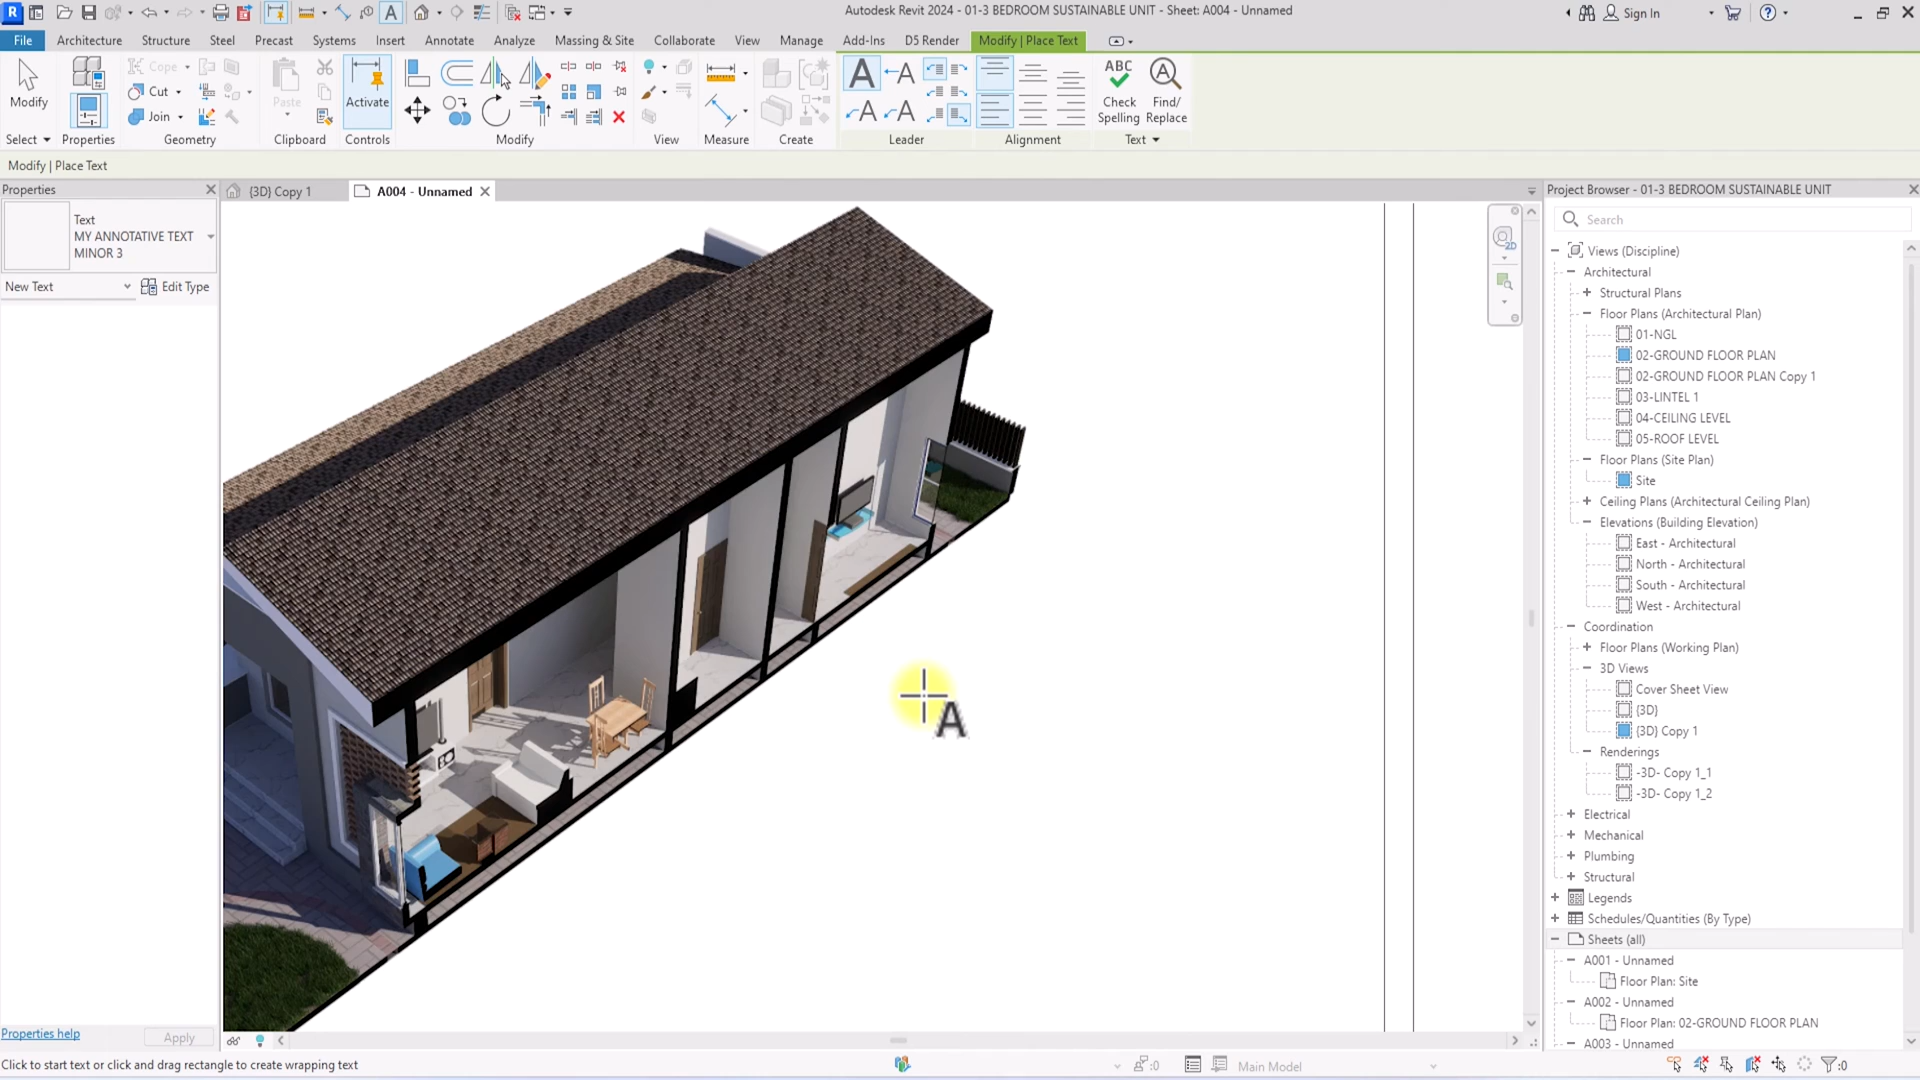 R
A
Autodesk Revit 2024 - 01-3 BEDROOM SUSTAINABLE UNIT - Sheet: A004 - Unnamed
Sign In
File Architecture Structure Steel Precast Systems Insert Annotate Analyze Massing & Site Collaborate View Manage Add-Ins D5 Render Modify | Place Text
Modify
Select
Properties
Cope
Cut
Join
Geometry
Paste
Clipboard
Activate
Controls
Modify
View
Measure
Create
A A
A A
Leader
Alignment
ABC
Check
Spelling
Find/
Replace
Text
Modify | Place Text
Properties
Text
MY ANNOTATIVE TEXT
MINOR 3
New Text
Edit Type
Properties help
Apply
{3D} Copy 1
A004 - Unnamed
2D
A
Project Browser - 01-3 BEDROOM SUSTAINABLE UNIT
Search
Views (Discipline)
Architectural
Structural Plans
Floor Plans (Architectural Plan)
01-NGL
02-GROUND FLOOR PLAN
02-GROUND FLOOR PLAN Copy 1
03-LINTEL 1
04-CEILING LEVEL
05-ROOF LEVEL
Floor Plans (Site Plan)
Site
Ceiling Plans (Architectural Ceiling Plan)
Elevations (Building Elevation)
East - Architectural
North - Architectural
South - Architectural
West - Architectural
Coordination
Floor Plans (Working Plan)
3D Views
Cover Sheet View
{3D}
{3D} Copy 1
Renderings
-3D- Copy 1_1
-3D- Copy 1_2
Electrical
Mechanical
Plumbing
Structural
Legends
Schedules/Quantities (By Type)
Sheets (all)
A001 - Unnamed
Floor Plan: Site
A002 - Unnamed
Floor Plan: 02-GROUND FLOOR PLAN
A003 - Unnamed
Click to start text or click and drag rectangle to create wrapping text
:0
Main Model
:0